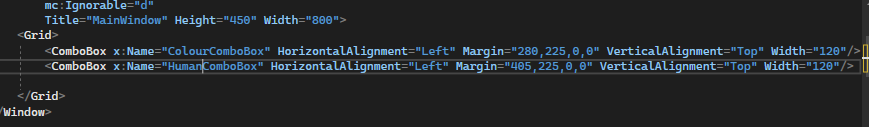 mc:Ignorable="d"
Title="MainWindow" Height="450" Width="800">
<Grid>
<ComboBox x:Name="ColourComboBox" HorizontalAlignment="Left" Margin="280,225,0,0" VerticalAlignment="Top" Width="120"/>
<ComboBox x:Name="HumanComboBox" HorizontalAlignment="Left" Margin="405,225,0,0" VerticalAlignment="Top" Width="120"/>
</Grid>
/Window>